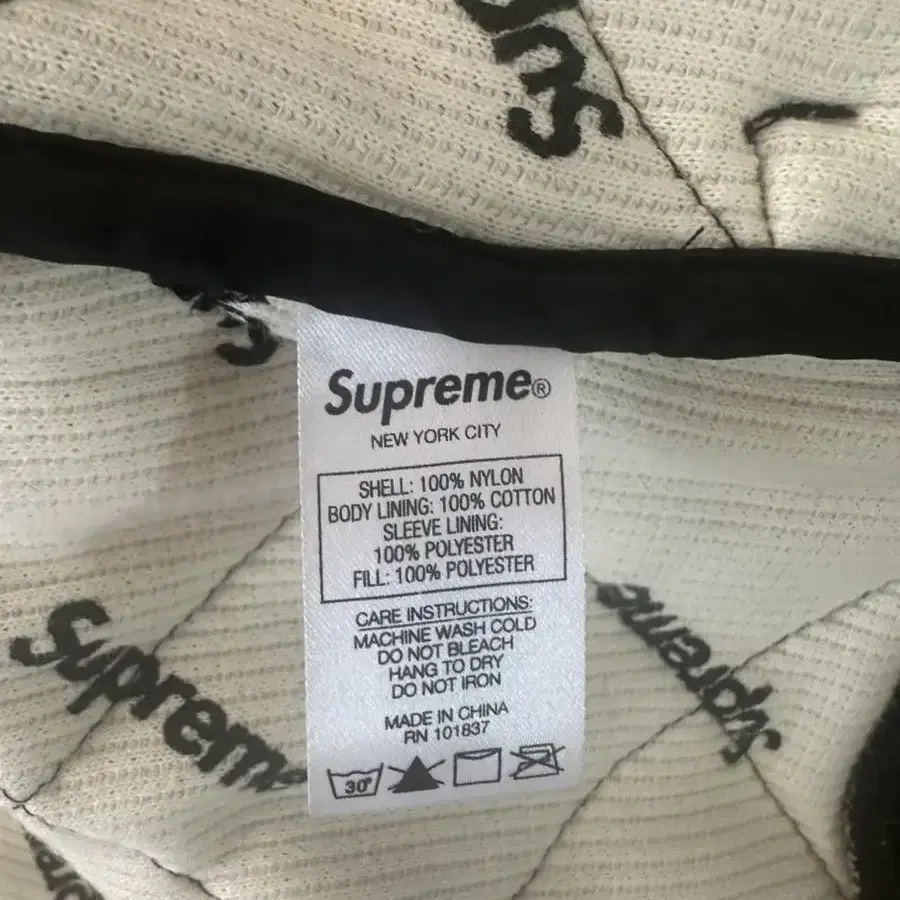 Supreme
Supreme®
NEW YORK CITY
SHELL: 100% NYLON
BODY LINING: 100% COTTON
SLEEVE LINING:
100% POLYESTER
FILL: 100% POLYESTER
CARE INSTRUCTIONS:
MACHINE WASH COLD
DO NOT BLEACH
HANG TO DRY
DO NOT IRON
MADE IN CHINA
RN 101837
30°
Supreme